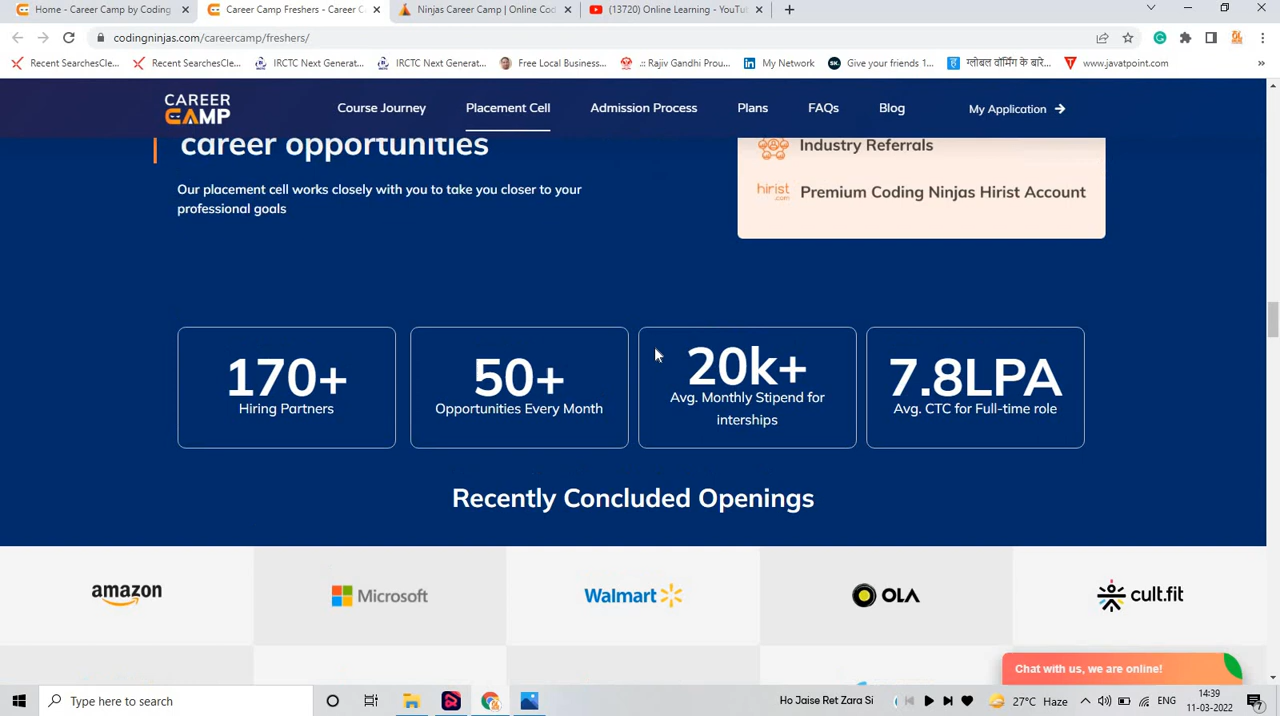 Home - Career Camp by Coding
Career Camp Freshers - Career C
Ninjas Career Camp | Online Cod
(13720) Online Learning - YouTu
codingninjas.com/careercamp/freshers/
Recent SearchesCle...
Recent SearchesCle...
IRCTC Next Generat...
IRCTC Next Generat...
Free Local Business...
.:: Rajiv Gandhi Prou...
My Network
Give your friends 1...
ग्लोबल वॉर्मिंग के बारे...
www.javatpoint.com
CAREER CAMP
Course Journey
Placement Cell
Admission Process
Plans
FAQs
Blog
My Application
career opportunities
Our placement cell works closely with you to take you closer to your
professional goals
Industry Referrals
hirist.com
Premium Coding Ninjas Hirist Account
170+
Hiring Partners
50+
Opportunities Every Month
20k+
Avg. Monthly Stipend for
interships
7.8LPA
Avg. CTC for Full-time role
Recently Concluded Openings
amazon
Microsoft
Walmart
OLA
cult.fit
Chat with us, we are online!
Type here to search
Ho Jaise Ret Zara Si
27°C Haze
ENG
14:39
11-03-2022